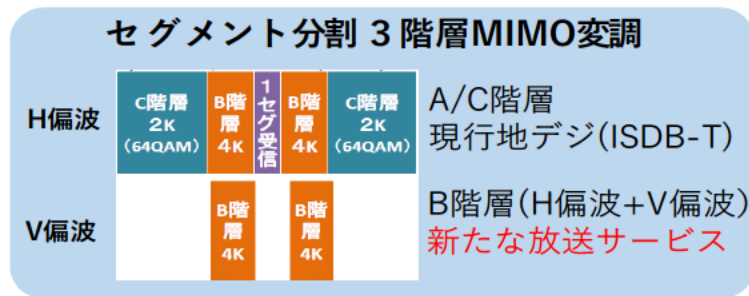 セグメント分割3階層MIMO変調
H偏波
C階層
2K
(64QAM)
B階
層
4K
1
セ
グ
受
信
B階
層
4K
C階層
2K
(64QAM)
A/C階層
現行地デジ(ISDB-T)
V偏波
B階
層
4K
B階
層
4K
B階層(H偏波+V偏波)
新たな放送サービス